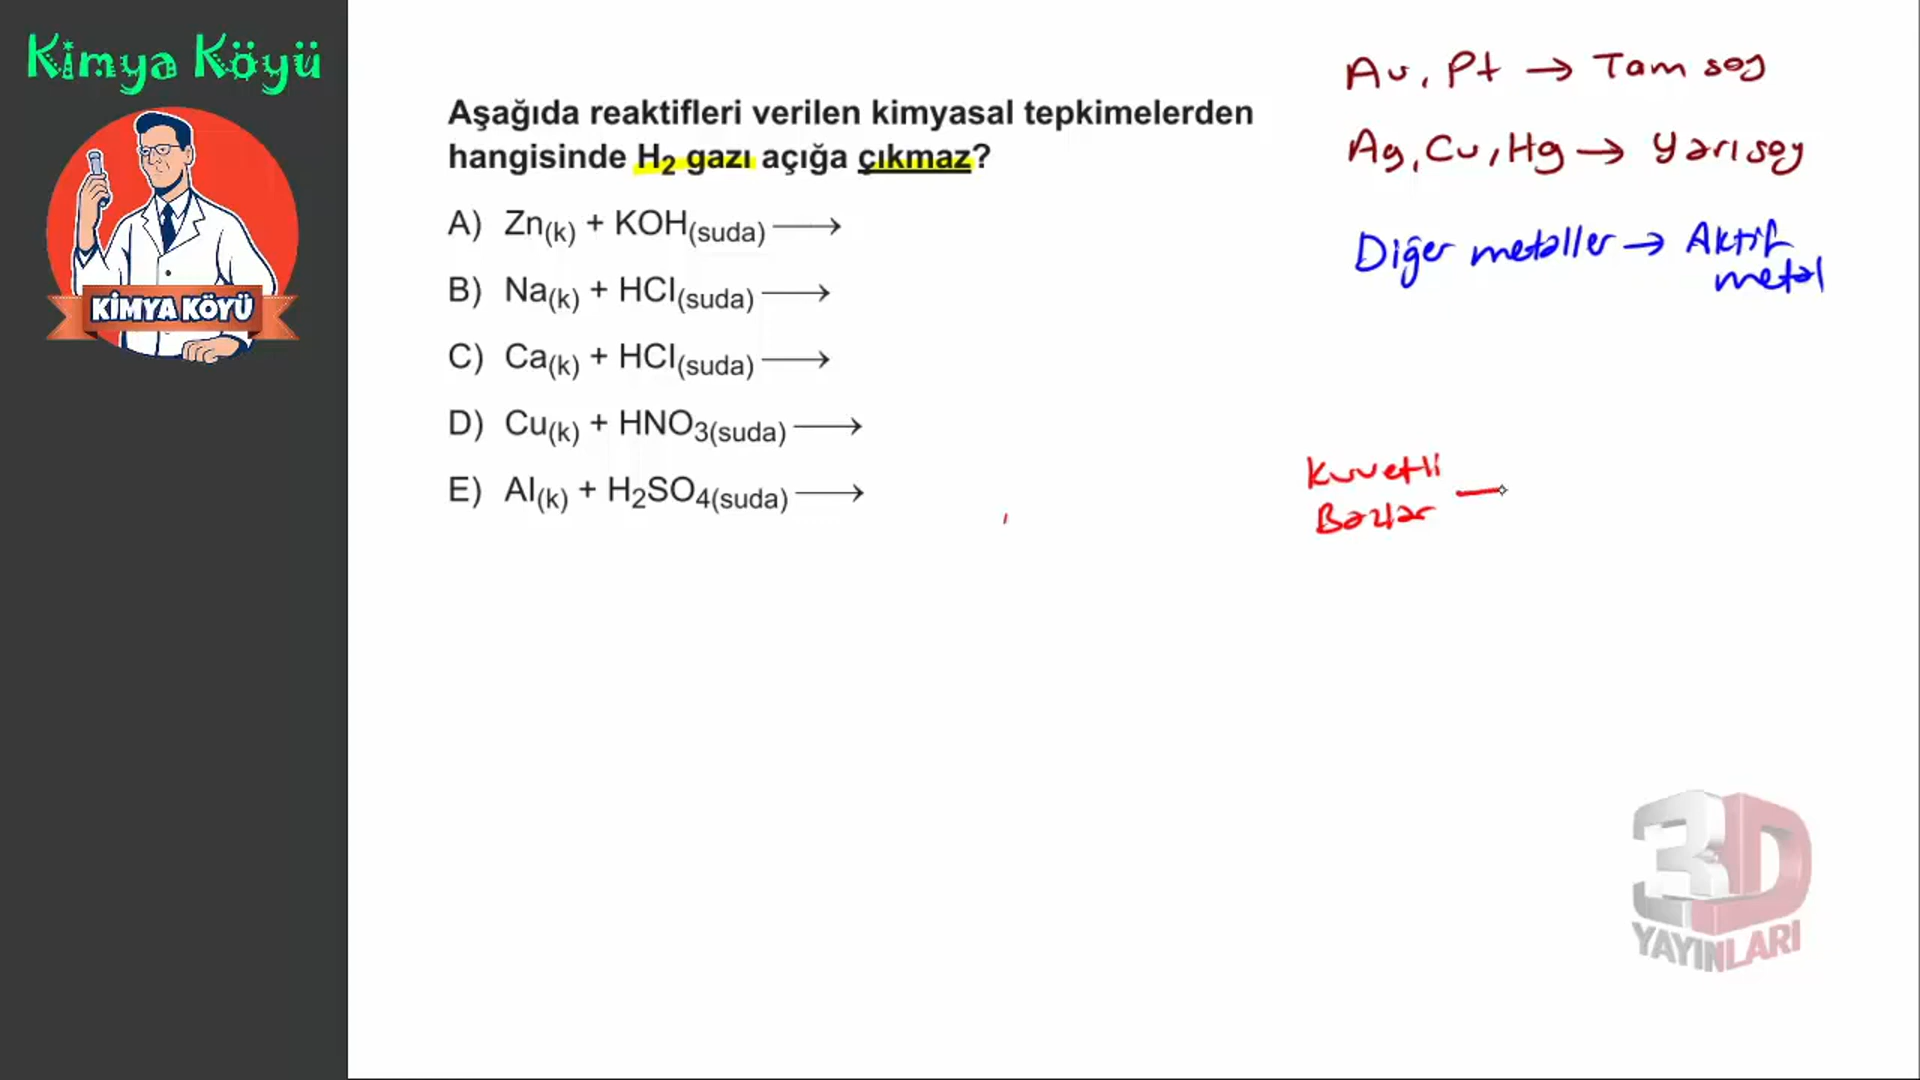 Kimya Köyü
KİMYA KÖYÜ
Aşağıda reaktifleri verilen kimyasal tepkimelerden
hangisinde H₂ gazı açığa çıkmaz?
A) Zn(k) + KOH(suda) ⟶
B) Na(k) + HCl(suda) ⟶
C) Ca(k) + HCl(suda) ⟶
D) Cu(k) + HNO₃(suda) ⟶
E) Al(k) + H₂SO₄(suda) ⟶
Au, Pt → Tam soy
Ag, Cu, Hg → Yarı soy
Diğer metaller → Aktif
metal
Kuvetli
Bazlar
3D
YAYINLARI